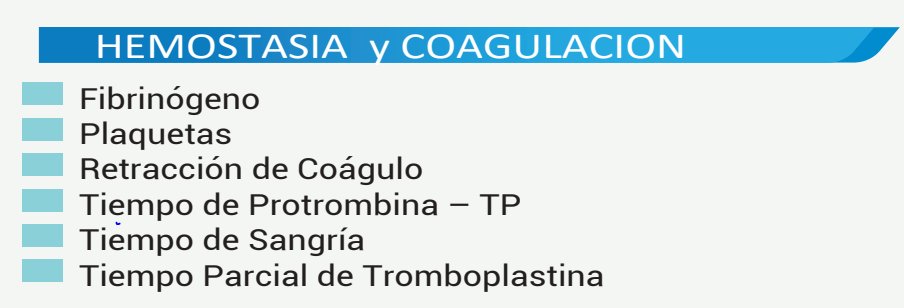 HEMOSTASIA y COAGULACION
Fibrinógeno
Plaquetas
Retracción de Coágulo
Tiempo de Protrombina – TP
Tiempo de Sangría
Tiempo Parcial de Tromboplastina